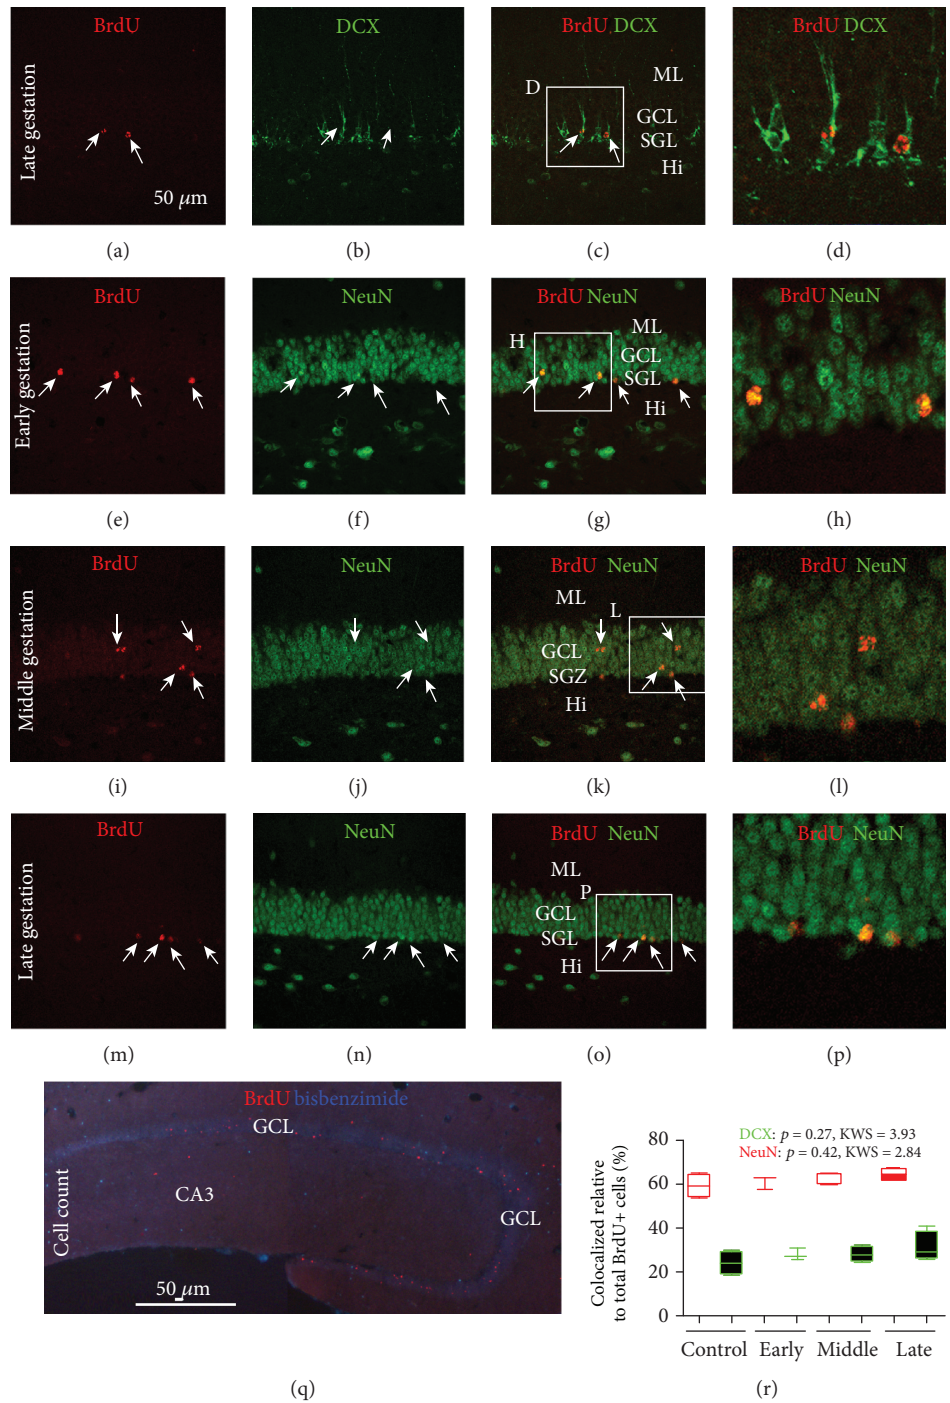 BrdU
DCX
BrdU DCX
BrdU DCX
Late gestation
50 μm
D
ML
GCL
SGL
Hi
(a)
(b)
(c)
(d)
BrdU
NeuN
BrdU NeuN
BrdU NeuN
Early gestation
H
ML
GCL
SGL
Hi
(e)
(f)
(g)
(h)
BrdU
NeuN
BrdU NeuN
BrdU NeuN
Middle gestation
ML
L
GCL
SGZ
Hi
(i)
(j)
(k)
(l)
BrdU
NeuN
BrdU NeuN
BrdU NeuN
Late gestation
ML
P
GCL
SGL
Hi
(m)
(n)
(o)
(p)
BrdU bisbenzimide
GCL
Cell count
CA3
GCL
50 μm
(q)
DCX: p = 0.27, KWS = 3.93
NeuN: p = 0.42, KWS = 2.84
Colocalized relative
to total BrdU+ cells (%)
80
60
40
20
0
Control Early Middle Late
(r)